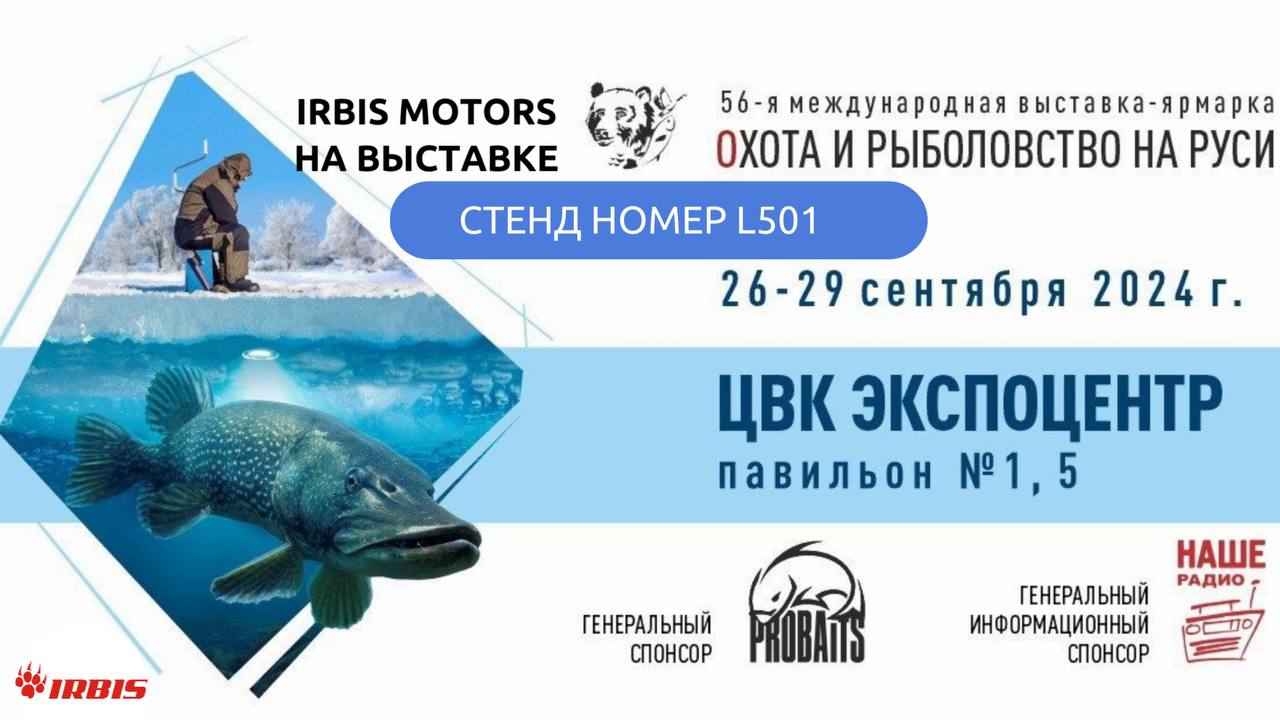 IRBIS MOTORS
НА ВЫСТАВКЕ
56-я международная выставка-ярмарка
ОХОТА И РЫБОЛОВСТВО НА РУСИ
СТЕНД НОМЕР L501
26-29 сентября 2024 г.
ЦВК ЭКСПОЦЕНТР
павильон №1, 5
ГЕНЕРАЛЬНЫЙ
СПОНСОР
PROBAITS
ГЕНЕРАЛЬНЫЙ
ИНФОРМАЦИОННЫЙ
СПОНСОР
НАШЕ
РАДИО
IRBIS